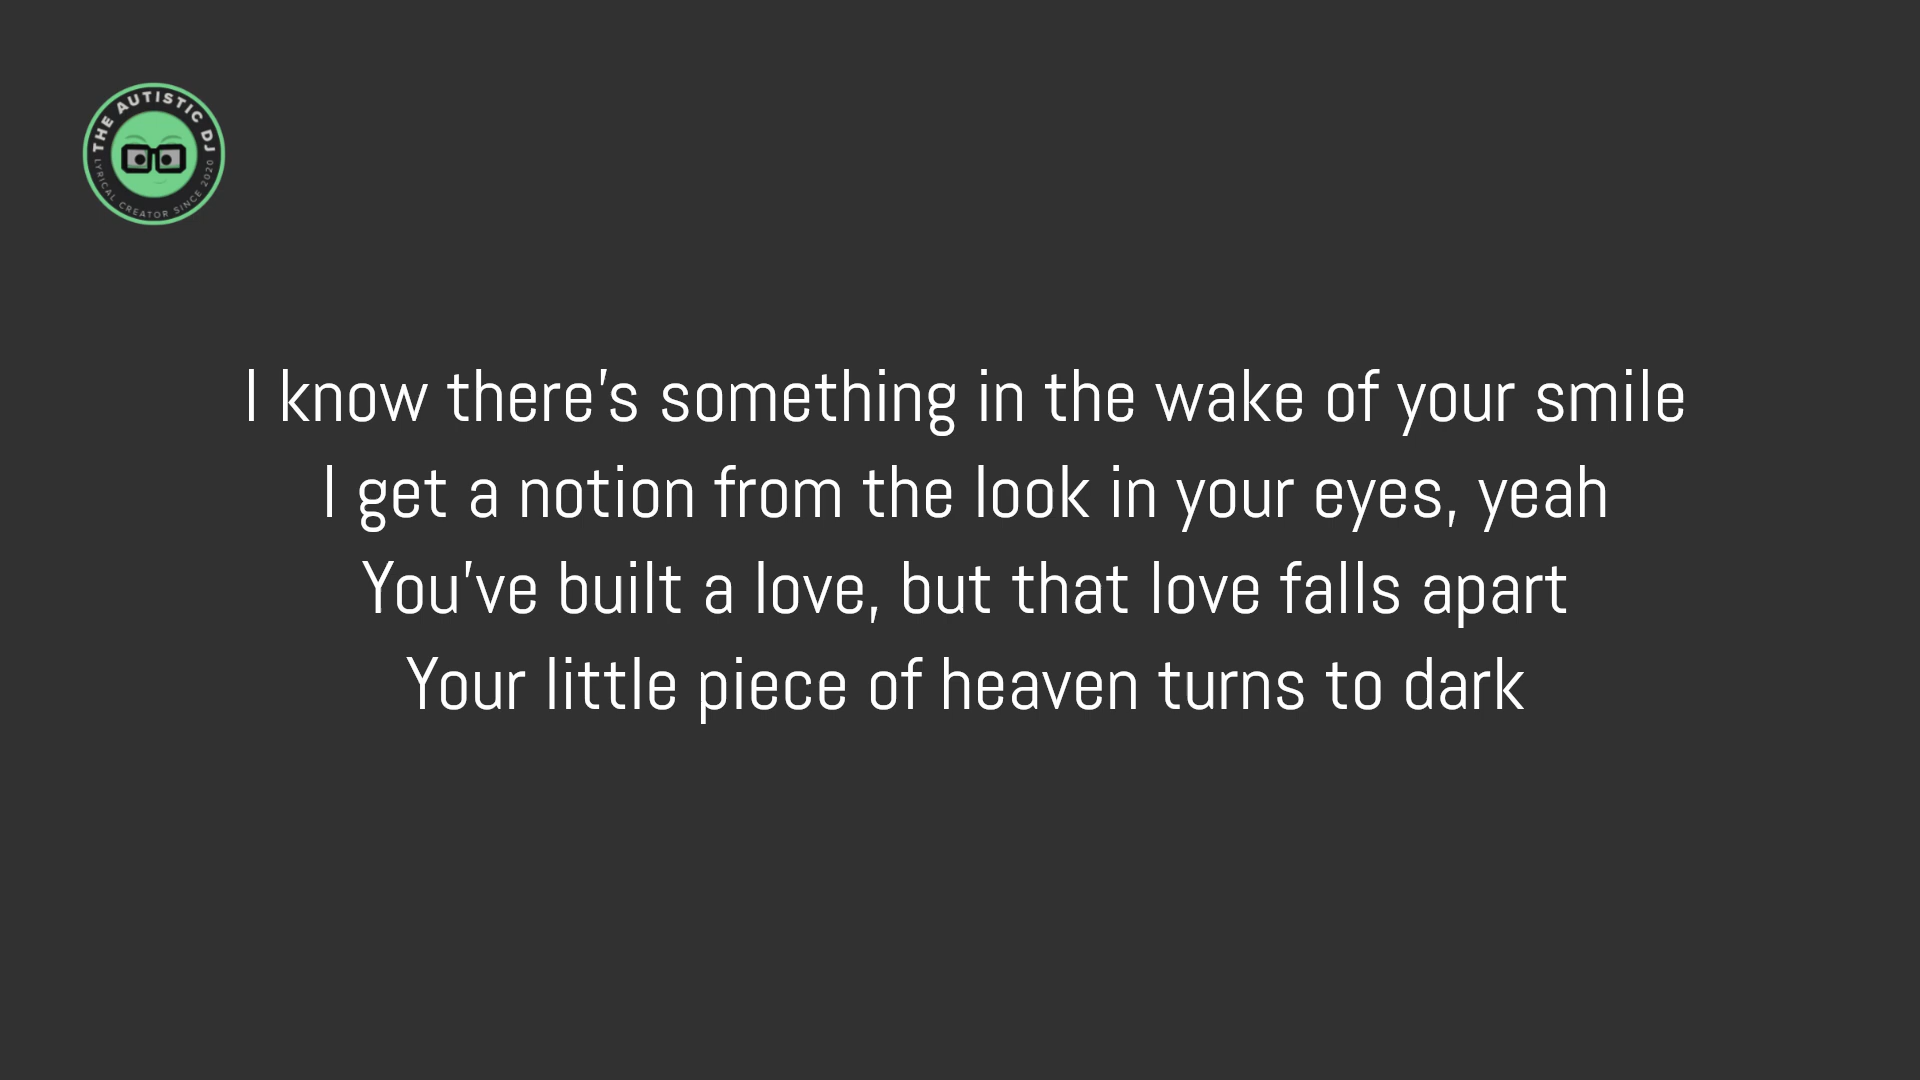 THE AUTISTIC DJ
LYRICAL CREATOR SINCE 2020
I know there's something in the wake of your smile
I get a notion from the look in your eyes, yeah
You've built a love, but that love falls apart
Your little piece of heaven turns to dark